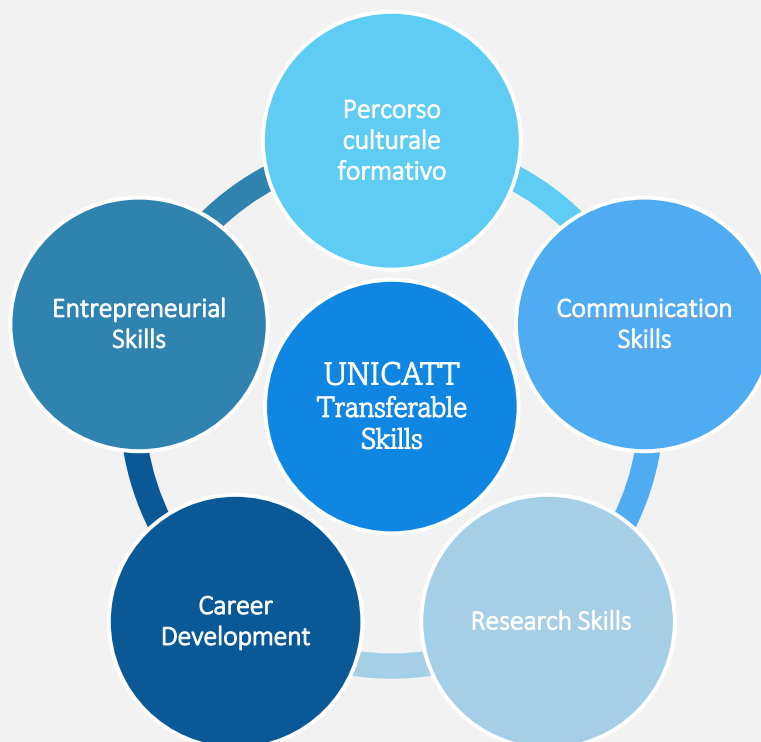 Percorso
culturale
formativo
Entrepreneurial
Skills
Communication
Skills
UNICATT
Transferable
Skills
Career
Development
Research Skills